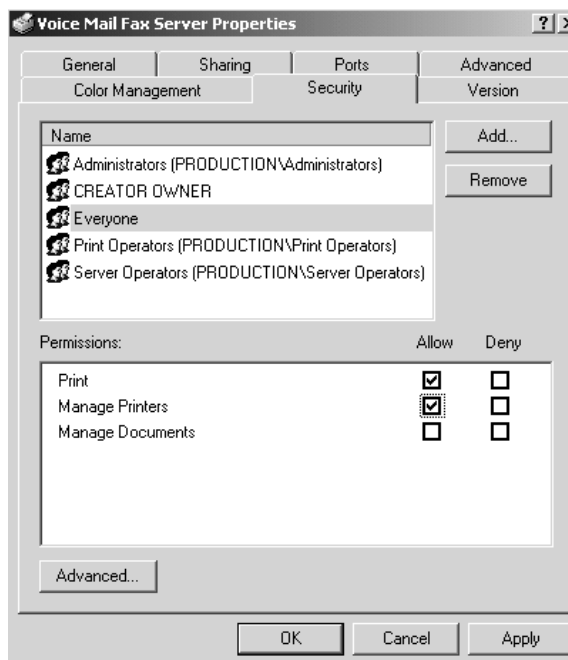 Voice Mail Fax Server Properties ? X
General Sharing Ports Advanced
Color Management Security Version
Name
Administrators (PRODUCTION\Administrators)
CREATOR OWNER
Everyone
Print Operators (PRODUCTION\Print Operators)
Server Operators (PRODUCTION\Server Operators)
Add...
Remove
Permissions: Allow Deny
Print
Manage Printers
Manage Documents
Advanced...
OK Cancel Apply